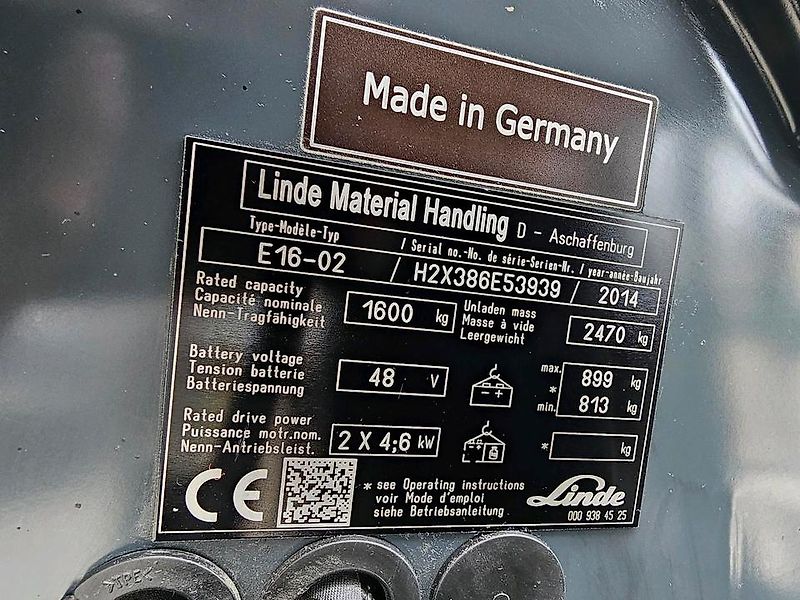 Made in Germany
Linde Material Handling D - Aschaffenburg
Type-Modèle-Typ / Serial no.-No. de série-Serien-Nr. / year-année-Baujahr
E16-02 / H2X386E53939 / 2014
Rated capacity
Capacité nominale
Nenn-Tragfähigkeit
1600 kg
Unladen mass
Masse à vide
Leergewicht
2470 kg
Battery voltage
Tension batterie
Batteriespannung
48 V
- +
max. 899 kg
*
min. 813 kg
Rated drive power
Puissance motr.nom.
Nenn-Antriebsleist.
2 X 4;6 kW
* kg
CE
* see Operating instructions
voir Mode d'emploi
siehe Betriebsanleitung
Linde
000 938 45 25